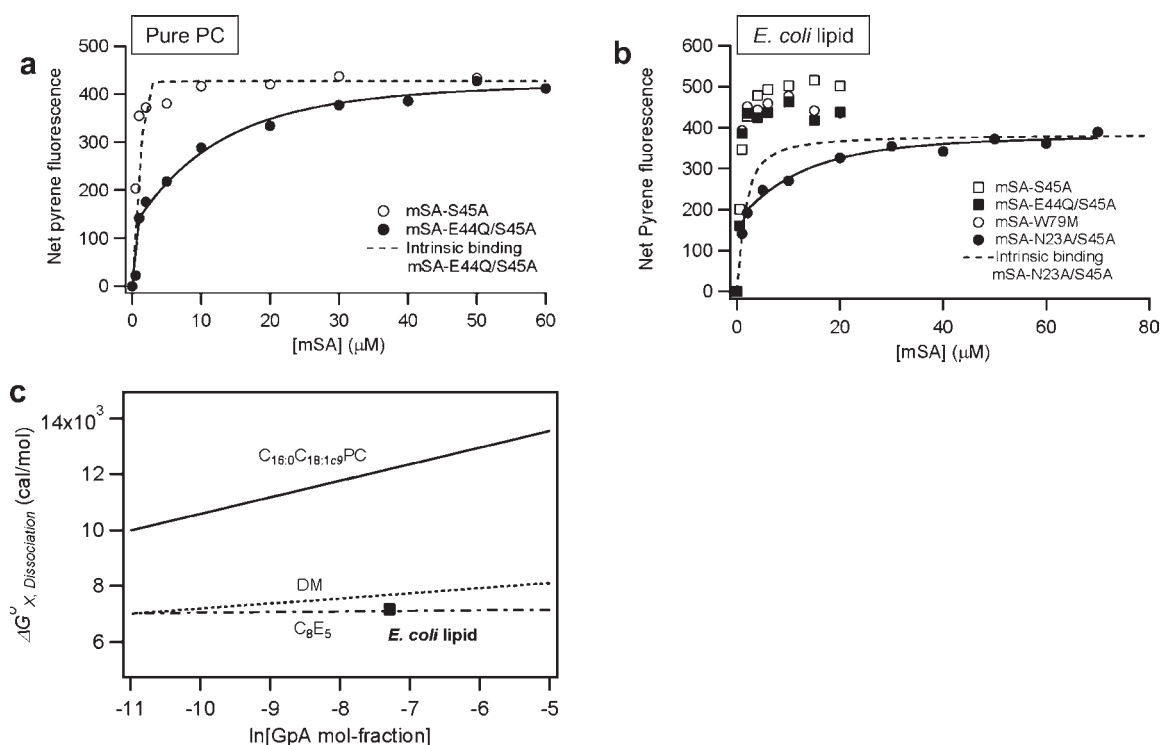 a
Pure PC
Net pyrene fluorescence
500
400
300
200
100
0
mSA-S45A
mSA-E44Q/S45A
Intrinsic binding
mSA-E44Q/S45A
0 10 20 30 40 50 60
[mSA] (μM)
b
E. coli lipid
Net Pyrene fluorescence
600
500
400
300
200
100
0
mSA-S45A
mSA-E44Q/S45A
mSA-W79M
mSA-N23A/S45A
Intrinsic binding
mSA-N23A/S45A
0 20 40 60 80
[mSA] (μM)
c
ΔG°X, Dissociation (cal/mol)
14x10³
12
10
8
6
C16:0C18:1c9PC
DM
C8E5
E. coli lipid
-11 -10 -9 -8 -7 -6 -5
ln[GpA mol-fraction]